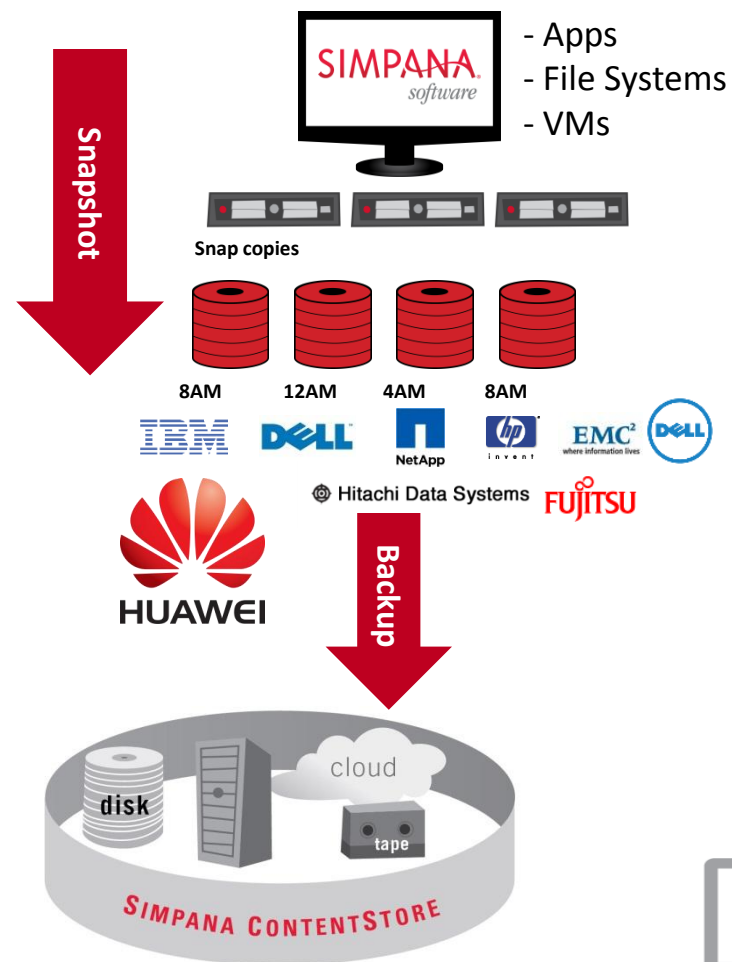 SIMPANA®
software
- Apps
- File Systems
- VMs
Snapshot
Snap copies
8AM 12AM 4AM 8AM
IBM DELL NetApp hp invent EMC² where information lives DELL
Hitachi Data Systems FUJITSU
HUAWEI
Backup
disk
cloud
tape
SIMPANA CONTENTSTORE